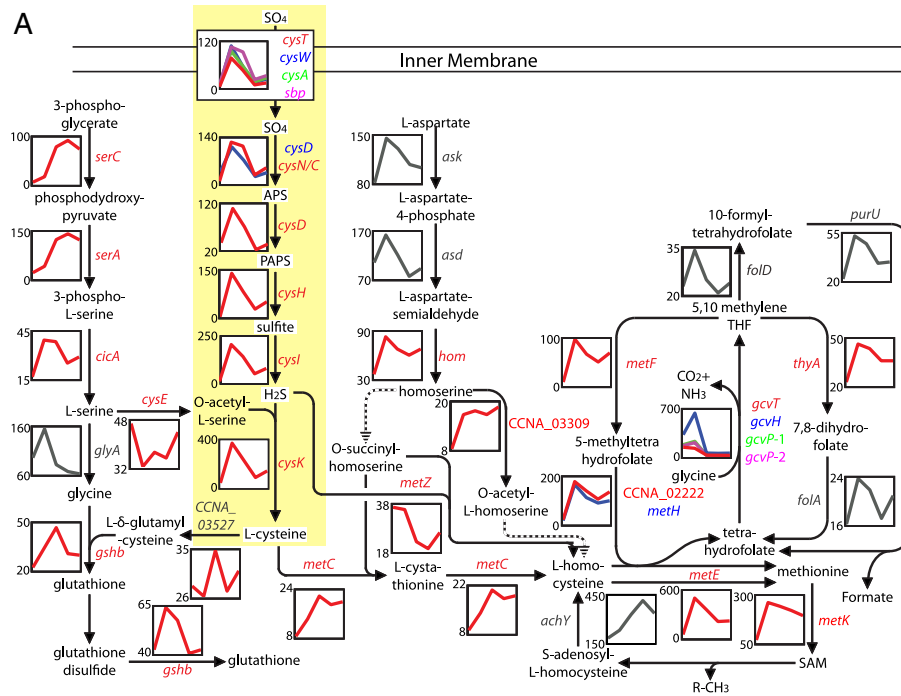 A
SO₄
120
0
cysT
cysW
cysA
sbp
Inner Membrane
3-phospho-
glycerate
100
0
serC
phosphodydroxy-
pyruvate
150
0
serA
3-phospho-
L-serine
45
15
cicA
L-serine
cysE
48
32
160
60
glyA
glycine
50
20
gshb
L-δ-glutamyl
-cysteine
glutathione
glutathione
disulfide
65
40
gshb
glutathione
SO₄
140
0
cysD
cysN/C
APS
120
20
cysD
PAPS
150
0
cysH
sulfite
250
0
cysI
H₂S
O-acetyl-
L-serine
400
0
cysK
CCNA_
03527
L-cysteine
35
26
metC
24
8
L-aspartate
150
80
ask
L-aspartate-
4-phosphate
170
70
asd
L-aspartate-
semialdehyde
90
30
hom
homoserine
20
8
CCNA_03309
O-succinyl-
homoserine
metZ
O-acetyl-
L-homoserine
38
18
L-cysta-
thionine
metC
22
8
L-homo-
cysteine
10-formyl-
tetrahydrofolate
purU
35
20
folD
55
20
5,10 methylene
THF
100
0
metF
thyA
50
20
CO₂+
NH₃
700
0
gcvT
gcvH
gcvP-1
gcvP-2
glycine
5-methyltetra
hydrofolate
7,8-dihydro-
folate
200
0
CCNA_02222
metH
24
16
folA
tetra-
hydrofolate
metE
methionine
Formate
achY
450
150
600
0
300
50
metK
S-adenosyl-
L-homocysteine
SAM
R-CH₃